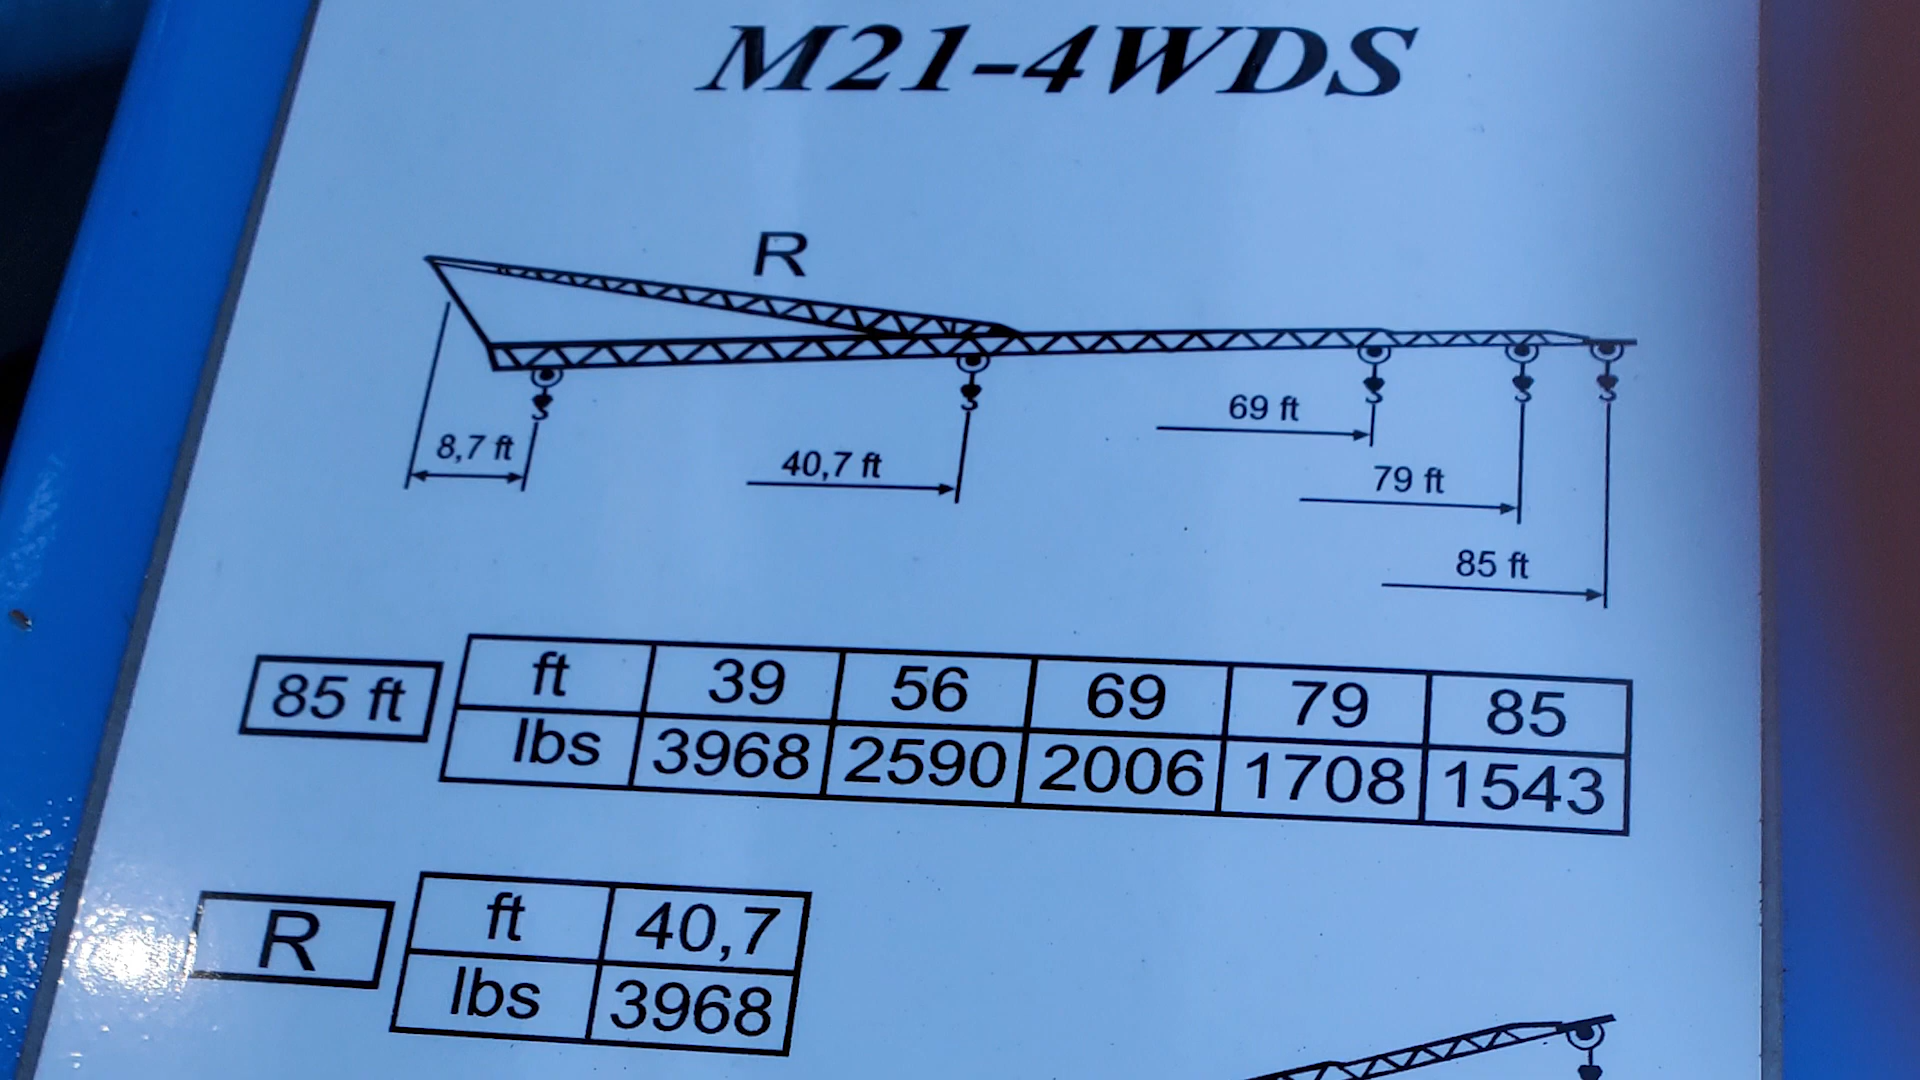 M21-4WDS
R
8,7 ft
40,7 ft
69 ft
79 ft
85 ft
85 ft
ft 39 56 69 79 85
lbs 3968 2590 2006 1708 1543
R
ft 40,7
lbs 3968